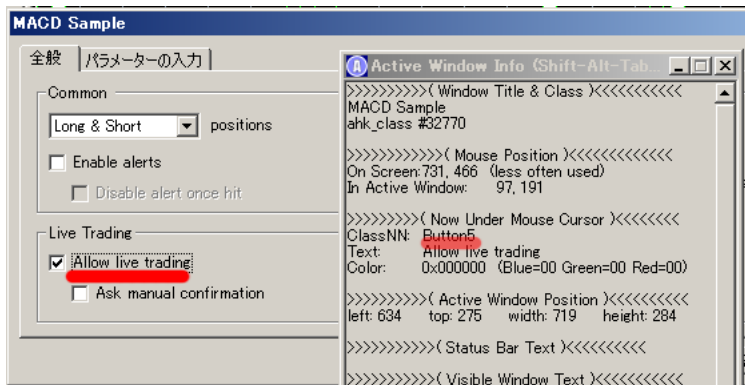 MACD Sample
全般
パラメーターの入力
Common
Long & Short positions
Enable alerts
Disable alert once hit
Live Trading
Allow live trading
Ask manual confirmation
Active Window Info (Shift-Alt-Tab...
>>>>>>>>>>( Window Title & Class )<<<<<<<<<<<
MACD Sample
ahk_class #32770
>>>>>>>>>>>>( Mouse Position )<<<<<<<<<<<<<
On Screen: 731, 466 (less often used)
In Active Window: 97, 191
>>>>>>>>>( Now Under Mouse Cursor )<<<<<<<<
ClassNN: Button5
Text: Allow live trading
Color: 0x000000 (Blue=00 Green=00 Red=00)
>>>>>>>>>>( Active Window Position )<<<<<<<<<<
left: 634 top: 275 width: 719 height: 284
>>>>>>>>>>>( Status Bar Text )<<<<<<<<<<
>>>>>>>>>>>( Visible Window Text )<<<<<<<<<<<